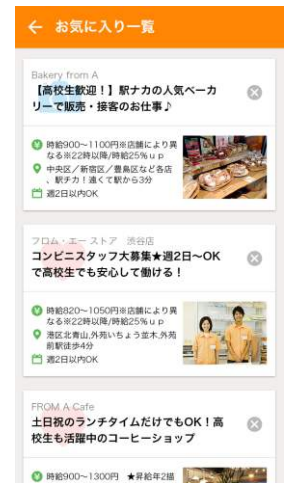 お気に入り一覧
Bakery from A
【高校生歓迎！】駅ナカの人気ベーカ
リーで販売・接客のお仕事♪
時給900〜1100円※店舗により異
なる※22時以降/時給25%ｕｐ
中央区／新宿区／豊島区など各店
、駅チカ！遠くて駅から3分
週2日以内OK
フロム・エー ストア　渋谷店
コンビニスタッフ大募集★週2日〜OK
で高校生でも安心して働ける！
時給820〜1050円※店舗により異
なる※22時以降/時給25%ｕｐ
港区北青山,外苑いちょう並木,外苑
前駅徒歩4分
週2日以内OK
FROM A Cafe
土日祝のランチタイムだけでもOK！高
校生も活躍中のコーヒーショップ
時給900〜1300円　★昇給年2描